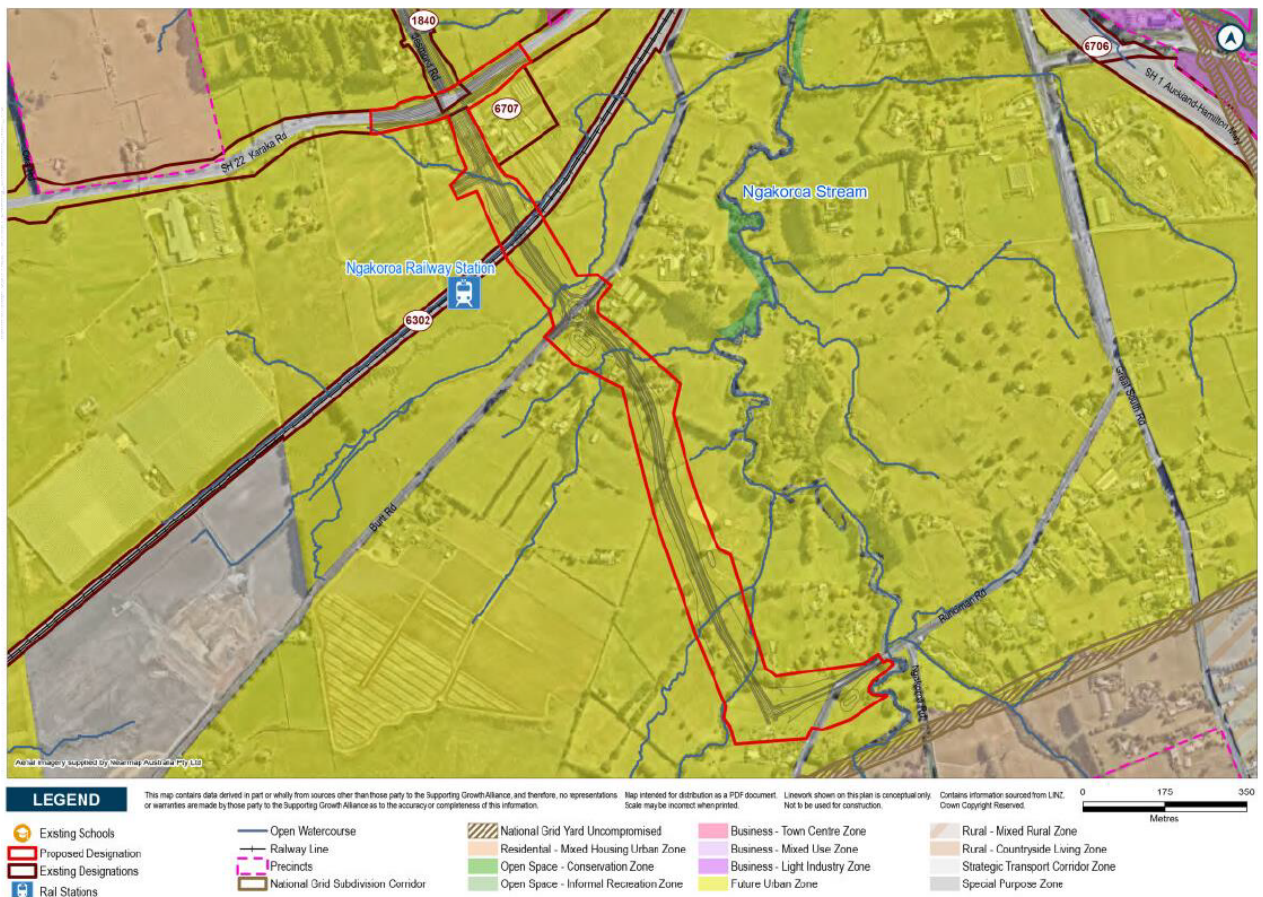 1840
6706
6707
SH 1 Auckland-Hamilton Mwy
SH 22 Karaka Rd
Ngakoroa Stream
Ngakoroa Railway Station
6302
Great South Rd
Burtt Rd
Runciman Rd
Ngakoroa Rd
Aerial imagery supplied by Nearmap Australia Pty Ltd
LEGEND
This map contains data derived in part or wholly from sources other than those party to the Supporting Growth Alliance, and therefore, no representations
or warranties are made by those party to the Supporting Growth Alliance as to the accuracy or completeness of this information.
Map intended for distribution as a PDF document.
Scale may be incorrect when printed.
Linework shown on this plan is conceptual only.
Not to be used for construction.
Contains information sourced from LINZ.
Crown Copyright Reserved.
0 175 350
Metres
Existing Schools
Proposed Designation
Existing Designations
Rail Stations
Open Watercourse
Railway Line
Precincts
National Grid Subdivision Corridor
National Grid Yard Uncompromised
Residential - Mixed Housing Urban Zone
Open Space - Conservation Zone
Open Space - Informal Recreation Zone
Business - Town Centre Zone
Business - Mixed Use Zone
Business - Light Industry Zone
Future Urban Zone
Rural - Mixed Rural Zone
Rural - Countryside Living Zone
Strategic Transport Corridor Zone
Special Purpose Zone